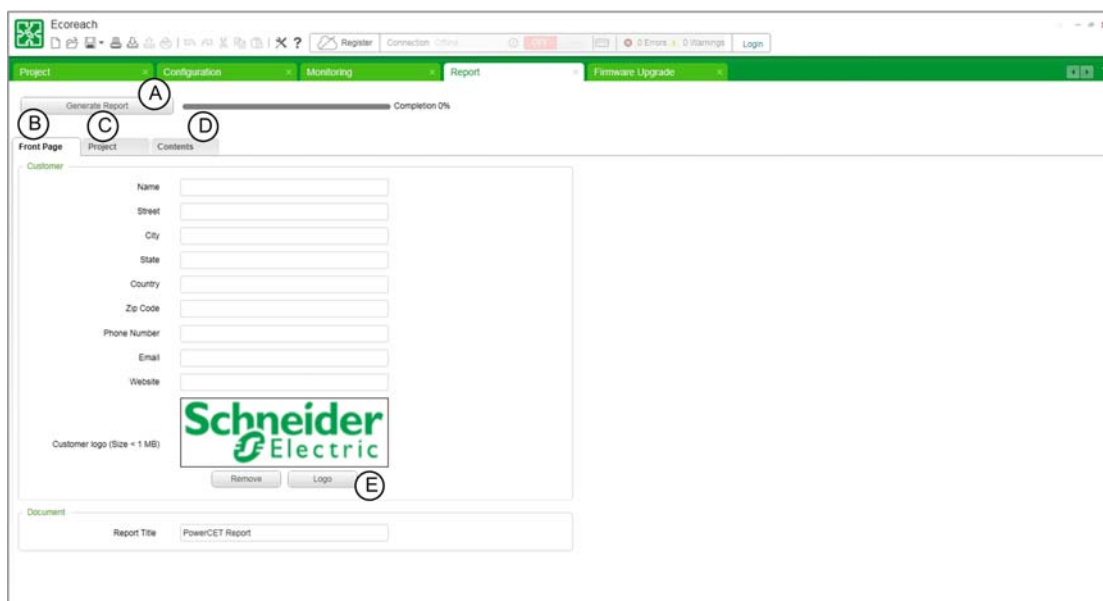 Ecoreach
? Register Connection Offline OFF 0 Errors 0 Warnings Login
Project Configuration Monitoring Report Firmware Upgrade
A
Generate Report Completion 0%
B C D
Front Page Project Contents
Customer
Name
Street
City
State
Country
Zip Code
Phone Number
Email
Website
Schneider
Electric
Customer logo (Size < 1 MB)
Remove Logo E
Document
Report Title PowerCET Report